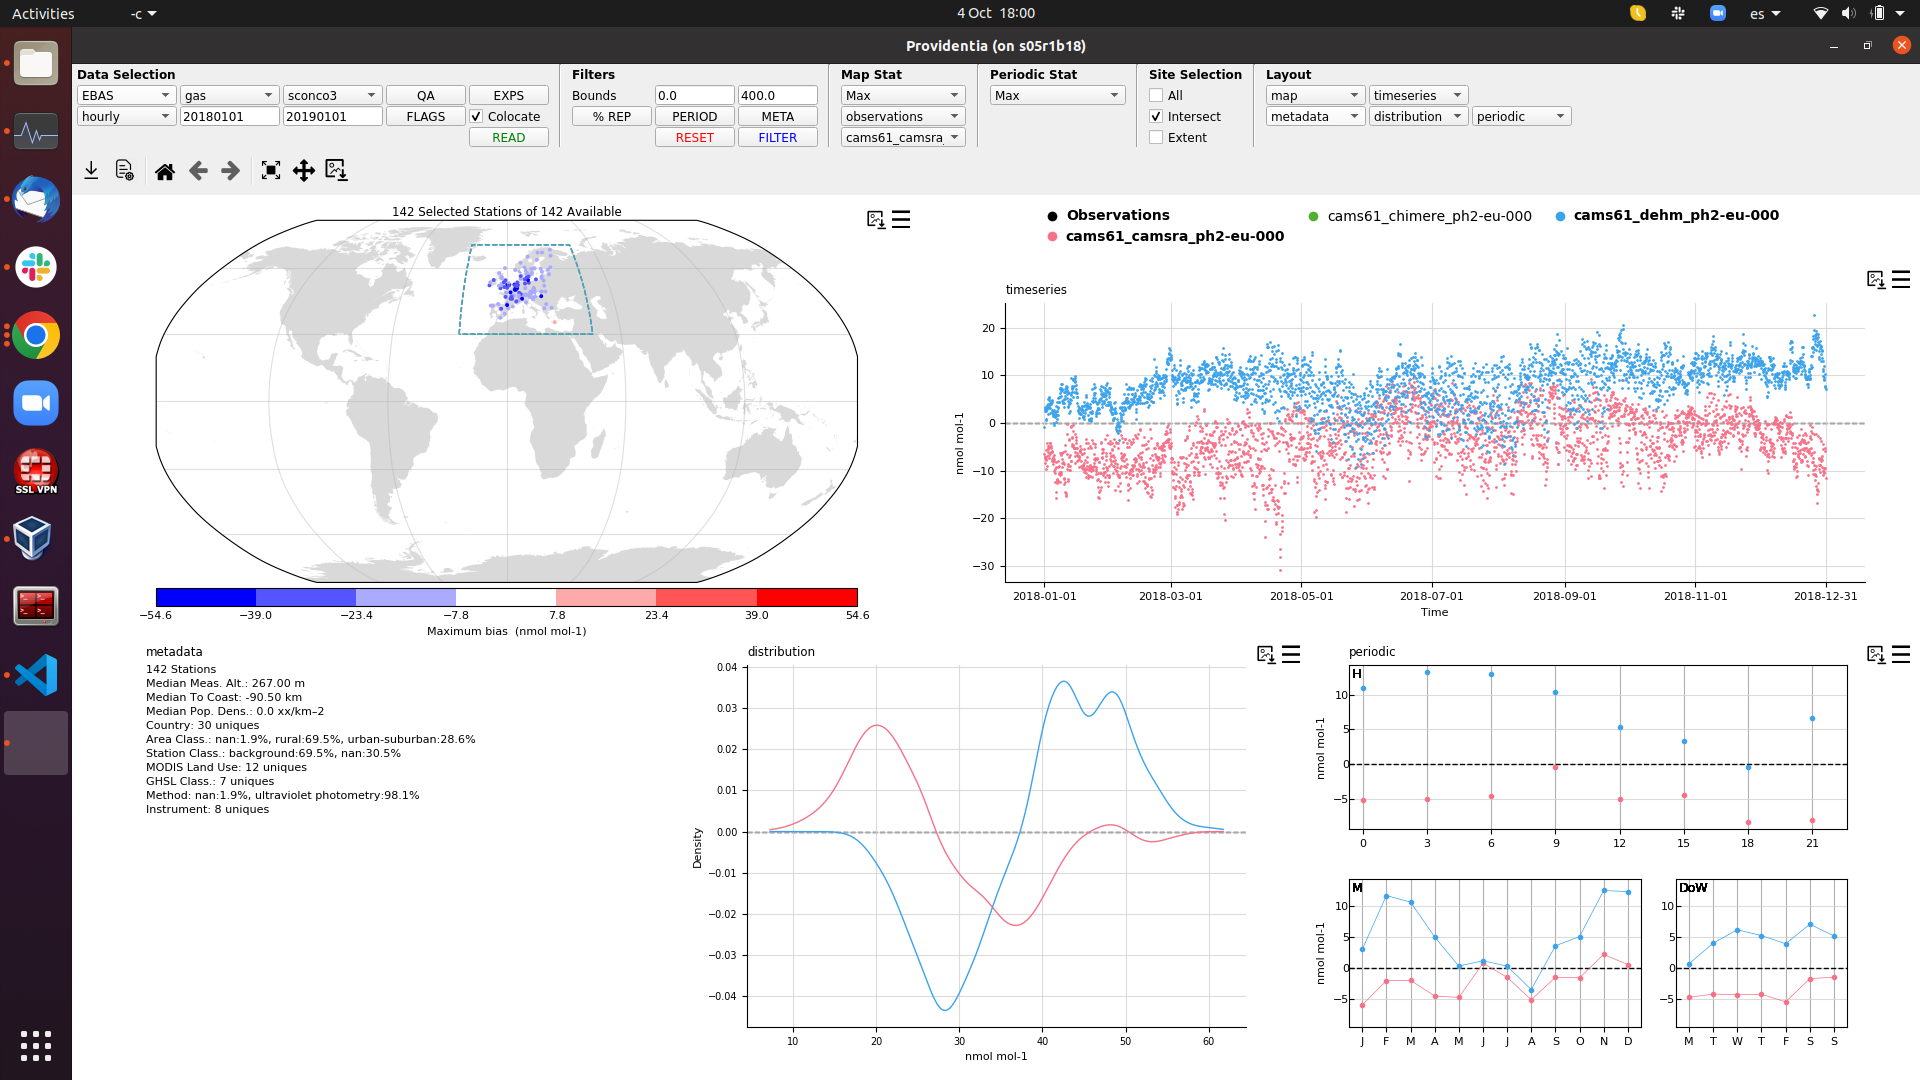 Activities
-c
4 Oct 18:00
es
Providentia (on s05r1b18)
Data Selection
EBAS gas sconco3 QA EXPS
hourly 20180101 20190101 FLAGS Colocate
READ
Filters
Bounds 0.0 400.0
% REP PERIOD META
RESET FILTER
Map Stat
Max
observations
cams61_camsra
Periodic Stat
Max
Site Selection
All
Intersect
Extent
Layout
map timeseries
metadata distribution periodic
SSL VPN
142 Selected Stations of 142 Available
−54.6 −39.0 −23.4 −7.8 7.8 23.4 39.0 54.6
Maximum bias (nmol mol-1)
Observations cams61_chimere_ph2-eu-000 cams61_dehm_ph2-eu-000
cams61_camsra_ph2-eu-000
timeseries
20
10
0
−10
−20
−30
nmol mol-1
2018-01-01 2018-03-01 2018-05-01 2018-07-01 2018-09-01 2018-11-01 2018-12-31
Time
metadata
142 Stations
Median Meas. Alt.: 267.00 m
Median To Coast: -90.50 km
Median Pop. Dens.: 0.0 xx/km–2
Country: 30 uniques
Area Class.: nan:1.9%, rural:69.5%, urban-suburban:28.6%
Station Class.: background:69.5%, nan:30.5%
MODIS Land Use: 12 uniques
GHSL Class.: 7 uniques
Method: nan:1.9%, ultraviolet photometry:98.1%
Instrument: 8 uniques
distribution
0.04
0.03
0.02
0.01
0.00
−0.01
−0.02
−0.03
−0.04
Density
10 20 30 40 50 60
nmol mol-1
periodic
H
10
5
0
−5
nmol mol-1
0 3 6 9 12 15 18 21
M
10
5
0
−5
nmol mol-1
J F M A M J J A S O N D
DoW
10
5
0
−5
M T W T F S S